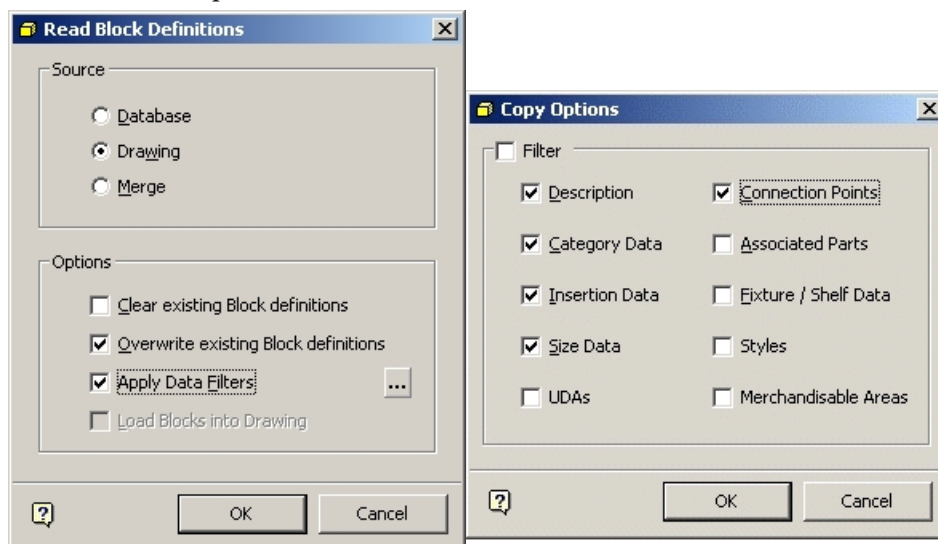 Read Block Definitions
Source
Database
Drawing
Merge
Options
Clear existing Block definitions
Overwrite existing Block definitions
Apply Data Filters
...
Load Blocks into Drawing
OK
Cancel
Copy Options
Filter
Description
Connection Points
Category Data
Associated Parts
Insertion Data
Fixture / Shelf Data
Size Data
Styles
UDAs
Merchandisable Areas
OK
Cancel